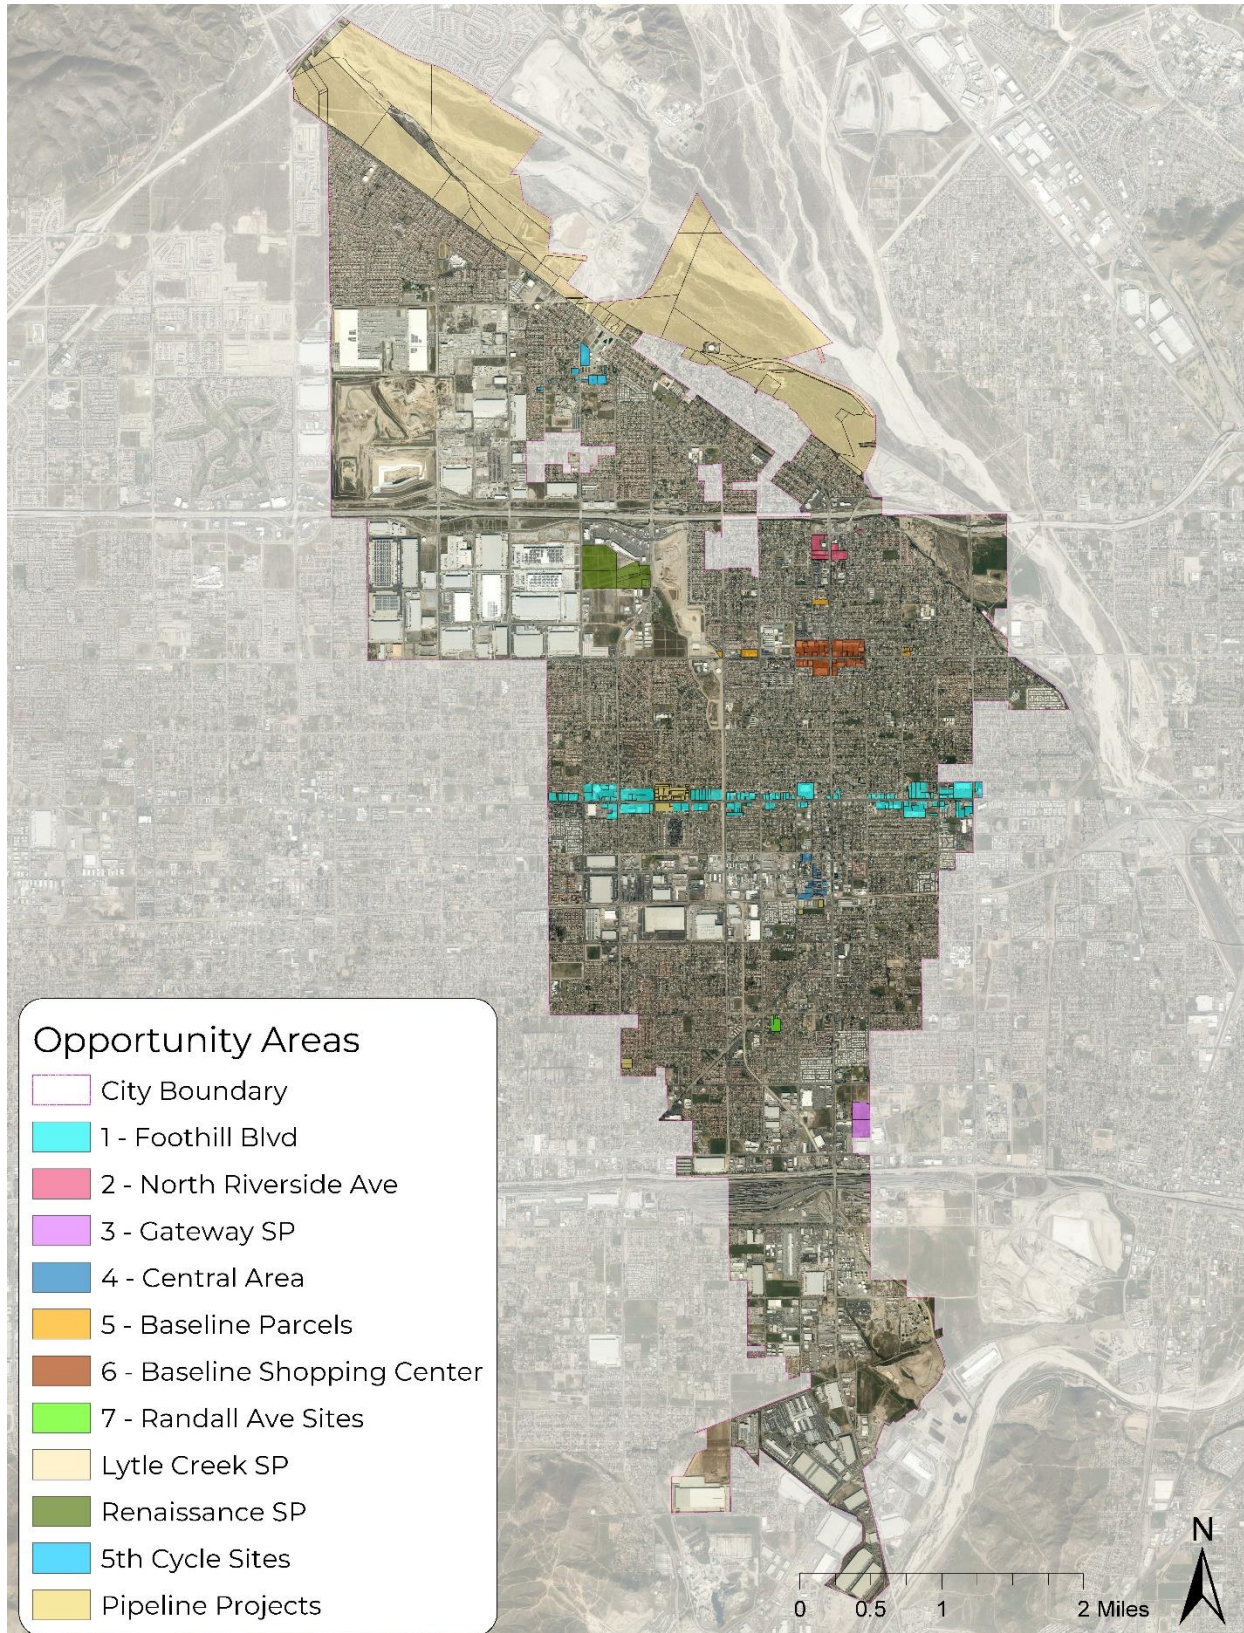 Opportunity Areas
City Boundary
1 - Foothill Blvd
2 - North Riverside Ave
3 - Gateway SP
4 - Central Area
5 - Baseline Parcels
6 - Baseline Shopping Center
7 - Randall Ave Sites
Lytle Creek SP
Renaissance SP
5th Cycle Sites
Pipeline Projects
N
0 0.5 1 2 Miles